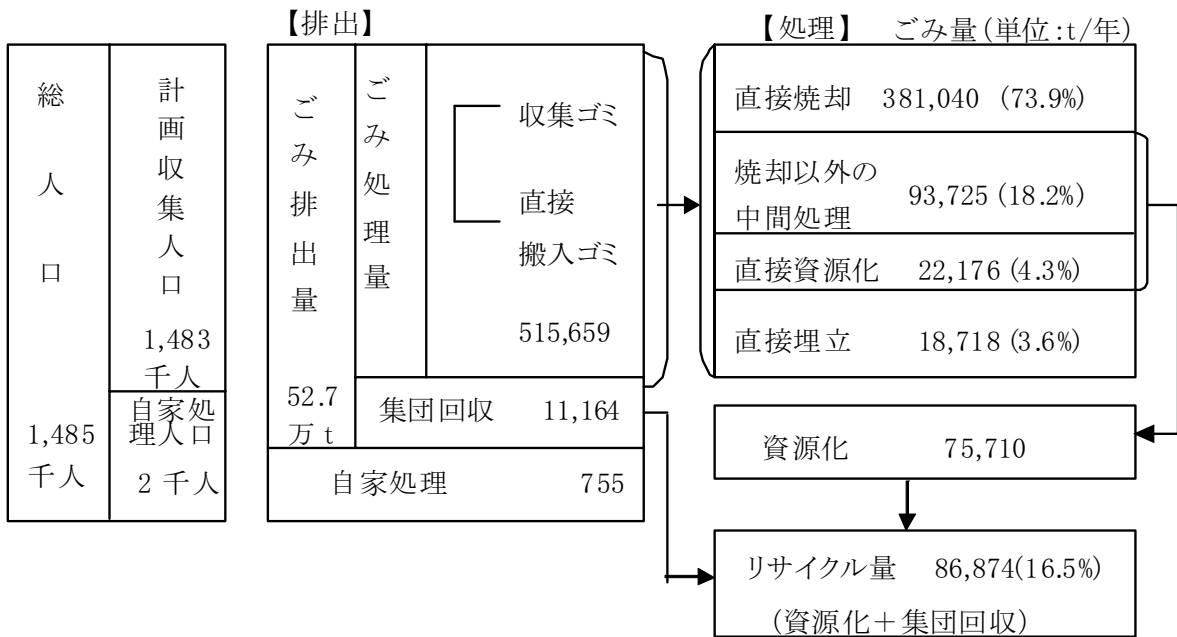 【排出】
【処理】 ごみ量(単位:t/年)
総人口
1,485
千人
計画収集人口
1,483
千人
自家処
理人口
2千人
ごみ排出量
52.7
万t
ごみ処理量
収集ゴミ
直接
搬入ゴミ
515,659
集団回収 11,164
自家処理 755
直接焼却 381,040 (73.9%)
焼却以外の
中間処理 93,725 (18.2%)
直接資源化 22,176 (4.3%)
直接埋立 18,718 (3.6%)
資源化 75,710
リサイクル量 86,874(16.5%)
(資源化＋集団回収)